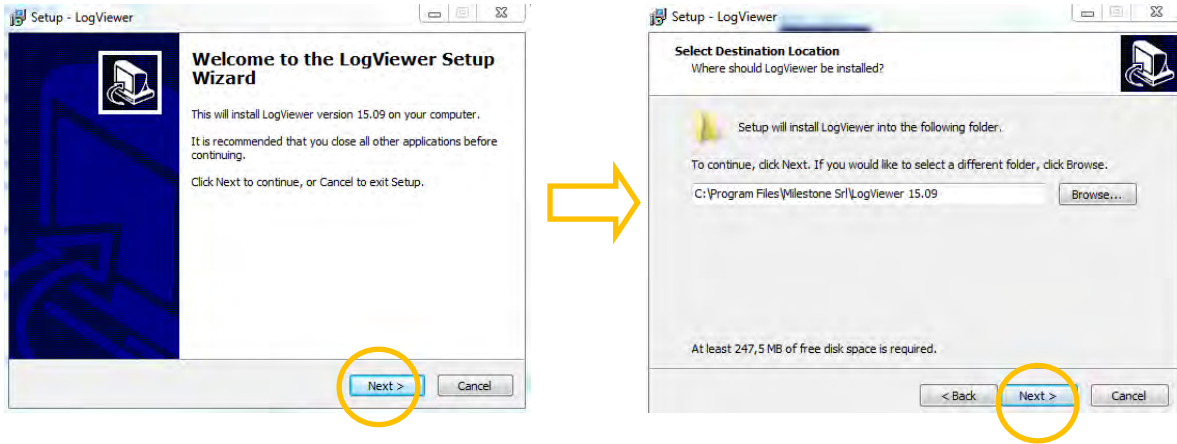 Setup - LogViewer
Welcome to the LogViewer Setup
Wizard
This will install LogViewer version 15.09 on your computer.
It is recommended that you close all other applications before
continuing.
Click Next to continue, or Cancel to exit Setup.
Next >
Cancel
Setup - LogViewer
Select Destination Location
Where should LogViewer be installed?
Setup will install LogViewer into the following folder.
To continue, click Next. If you would like to select a different folder, click Browse.
C:\Program Files\Milestone Srl\LogViewer 15.09
Browse...
At least 247,5 MB of free disk space is required.
< Back
Next >
Cancel